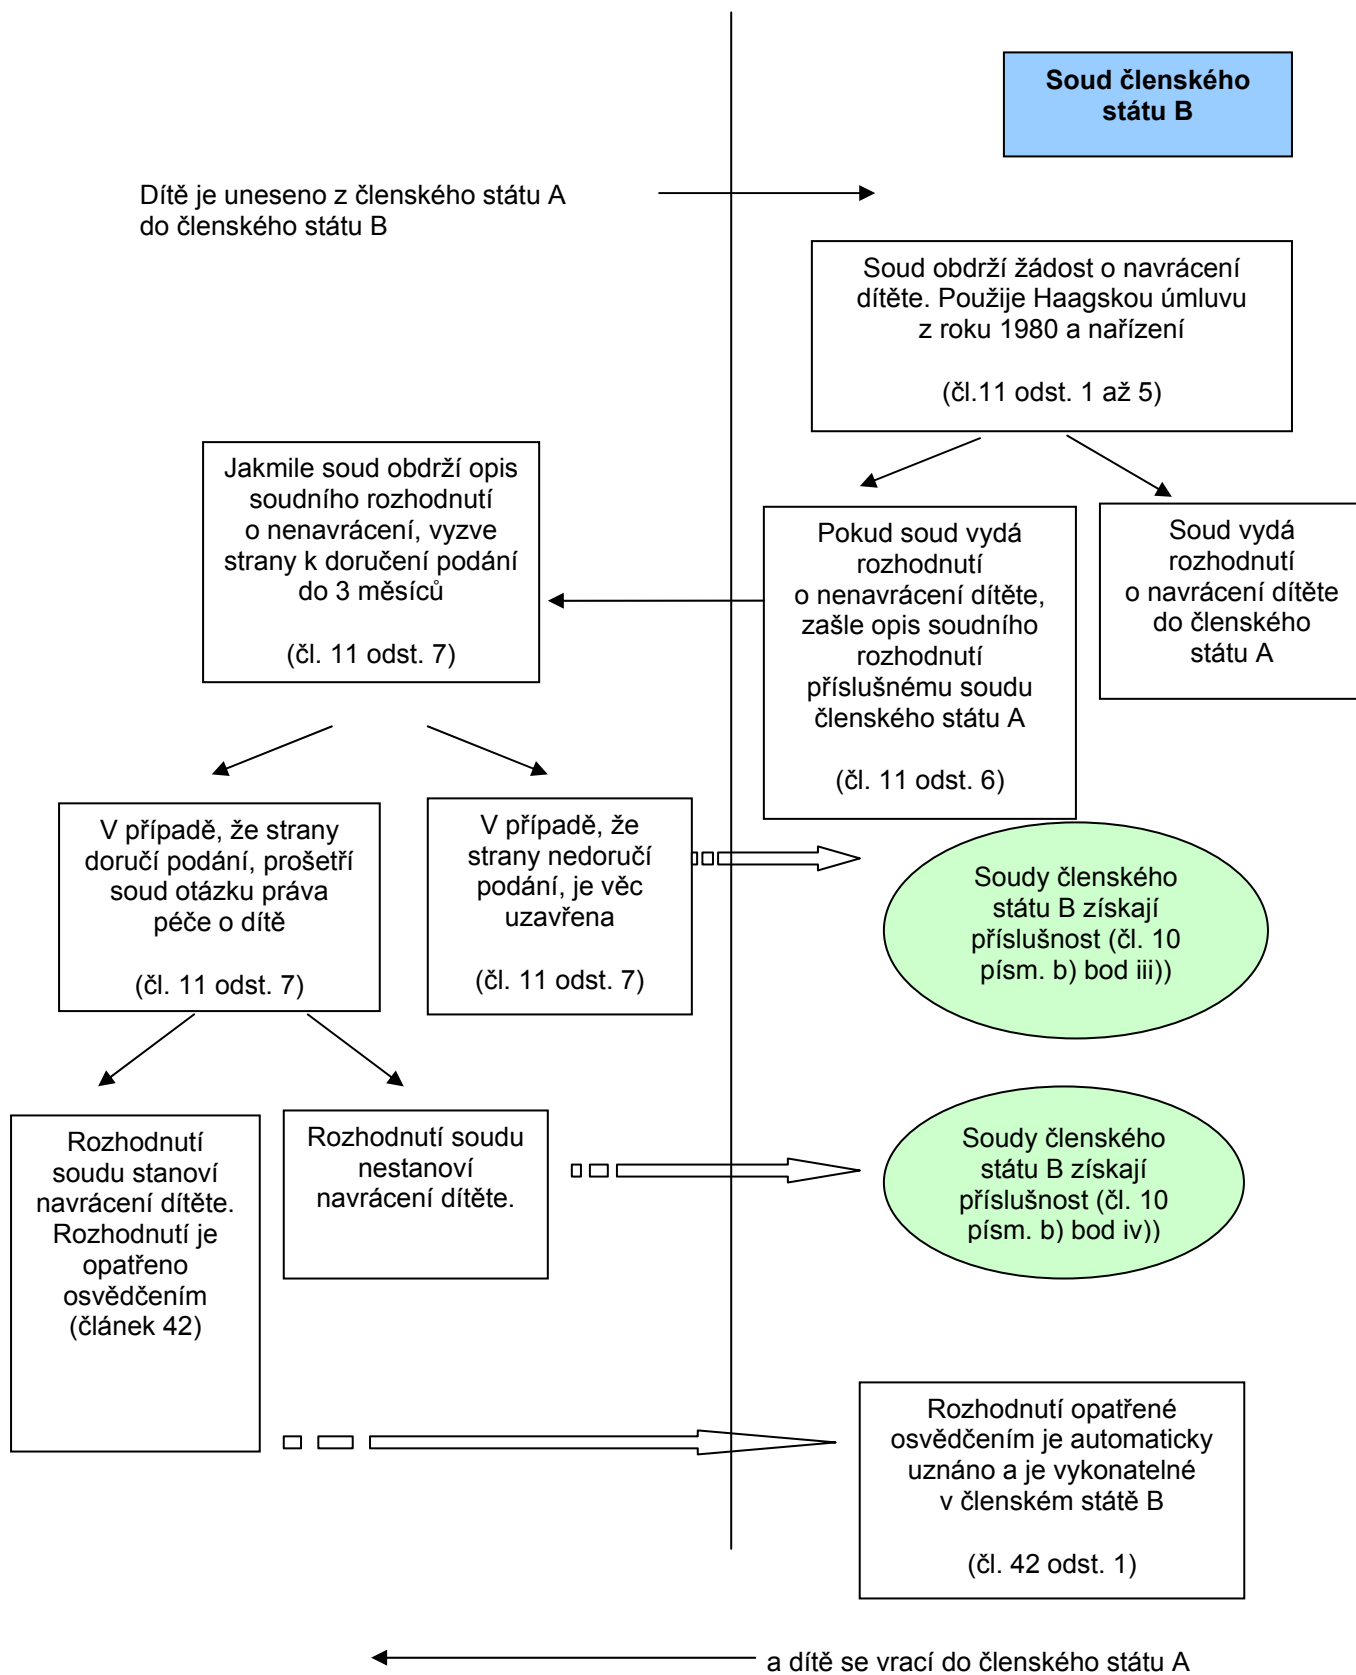 Soud členského
státu B
Dítě je uneseno z členského státu A
do členského státu B
Soud obdrží žádost o navrácení
dítěte. Použije Haagskou úmluvu
z roku 1980 a nařízení
(čl.11 odst. 1 až 5)
Jakmile soud obdrží opis
soudního rozhodnutí
o nenavrácení, vyzve
strany k doručení podání
do 3 měsíců
(čl. 11 odst. 7)
Pokud soud vydá
rozhodnutí
o nenavrácení dítěte,
zašle opis soudního
rozhodnutí
příslušnému soudu
členského státu A
(čl. 11 odst. 6)
Soud vydá
rozhodnutí
o navrácení dítěte
do členského
státu A
V případě, že strany
doručí podání, prošetří
soud otázku práva
péče o dítě
(čl. 11 odst. 7)
V případě, že
strany nedoručí
podání, je věc
uzavřena
(čl. 11 odst. 7)
Soudy členského
státu B získají
příslušnost (čl. 10
písm. b) bod iii))
Rozhodnutí
soudu stanoví
navrácení dítěte.
Rozhodnutí je
opatřeno
osvědčením
(článek 42)
Rozhodnutí soudu
nestanoví
navrácení dítěte.
Soudy členského
státu B získají
příslušnost (čl. 10
písm. b) bod iv))
Rozhodnutí opatřené
osvědčením je automaticky
uznáno a je vykonatelné
v členském státě B
(čl. 42 odst. 1)
a dítě se vrací do členského státu A